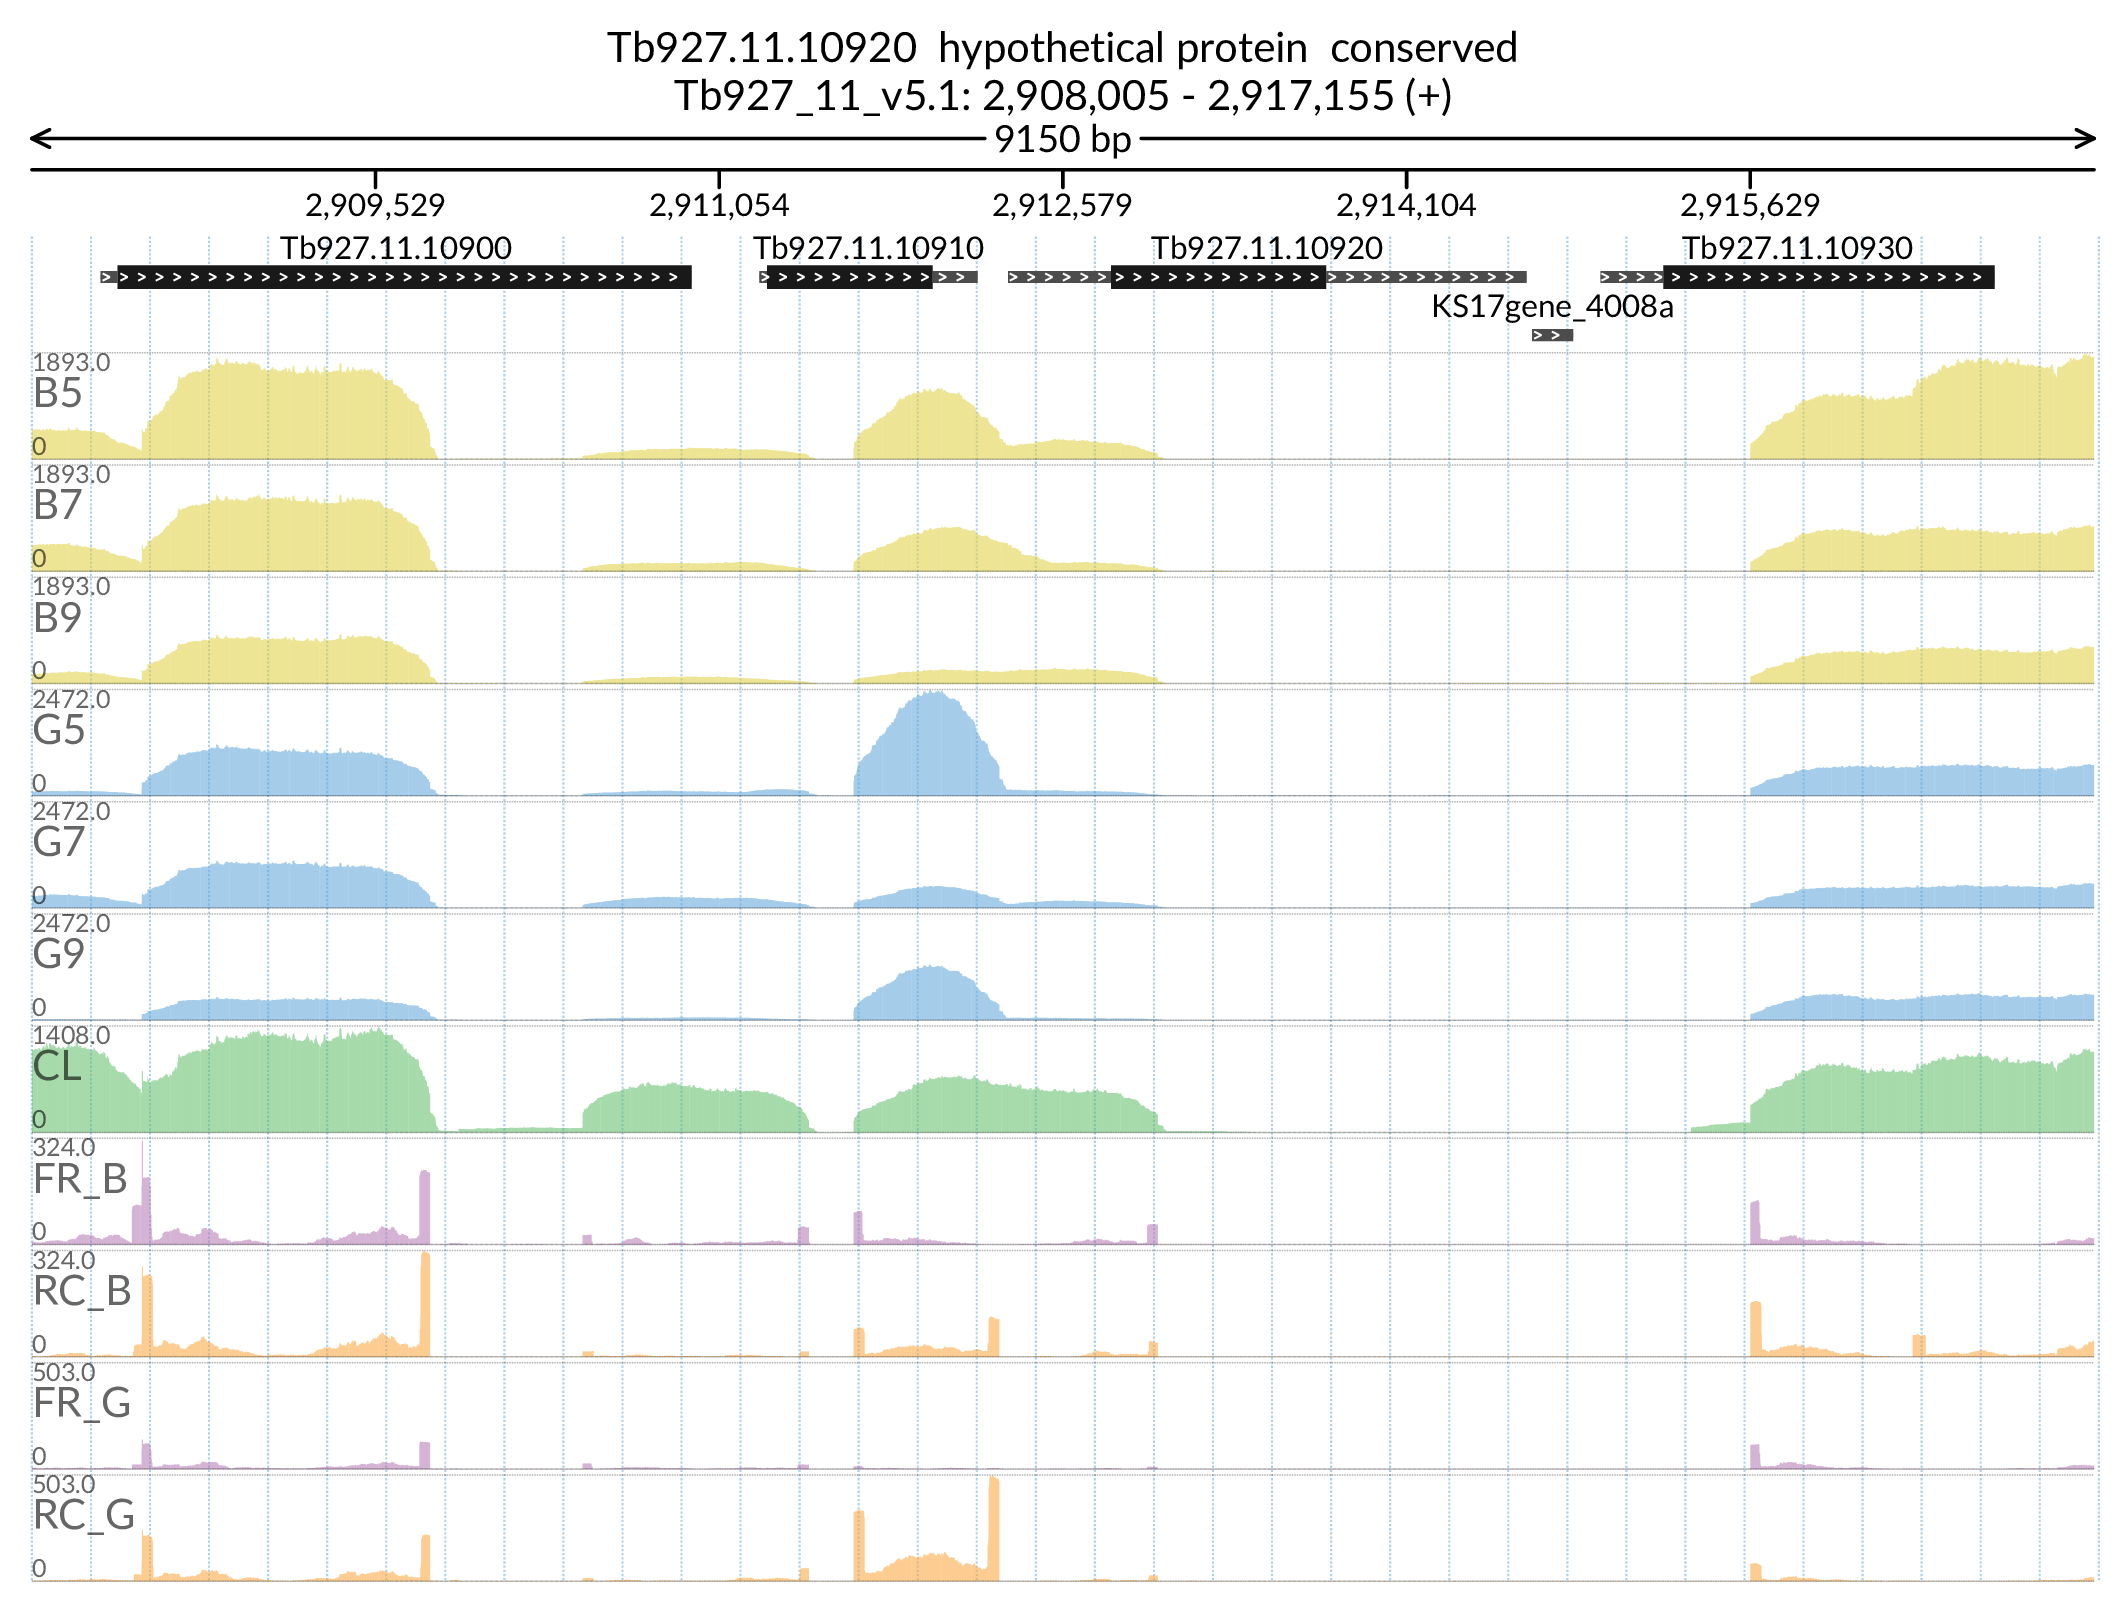 Tb927.11.10920 hypothetical protein conserved
Tb927_11_v5.1: 2,908,005 - 2,917,155 (+)
9150 bp
2,909,529 2,911,054 2,912,579 2,914,104 2,915,629
Tb927.11.10900 Tb927.11.10910 Tb927.11.10920 Tb927.11.10930
KS17gene_4008a
1893.0
B5
0
1893.0
B7
0
1893.0
B9
0
2472.0
G5
0
2472.0
G7
0
2472.0
G9
0
1408.0
CL
0
324.0
FR_B
0
324.0
RC_B
0
503.0
FR_G
0
503.0
RC_G
0